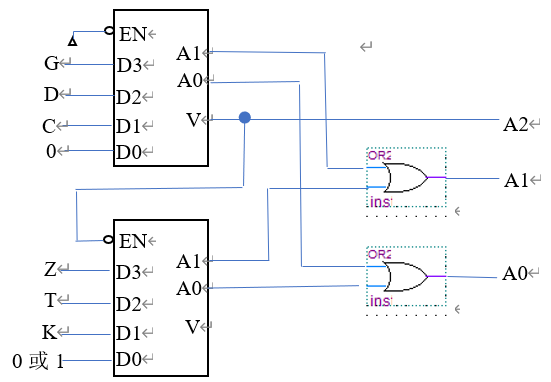 EN
G D3 A1
D D2 A0
C D1 V
0 D0
A2
OR2
A1
ins
EN
Z D3 A1
T D2 A0
K D1 V
0 或 1 D0
OR2
A0
ins